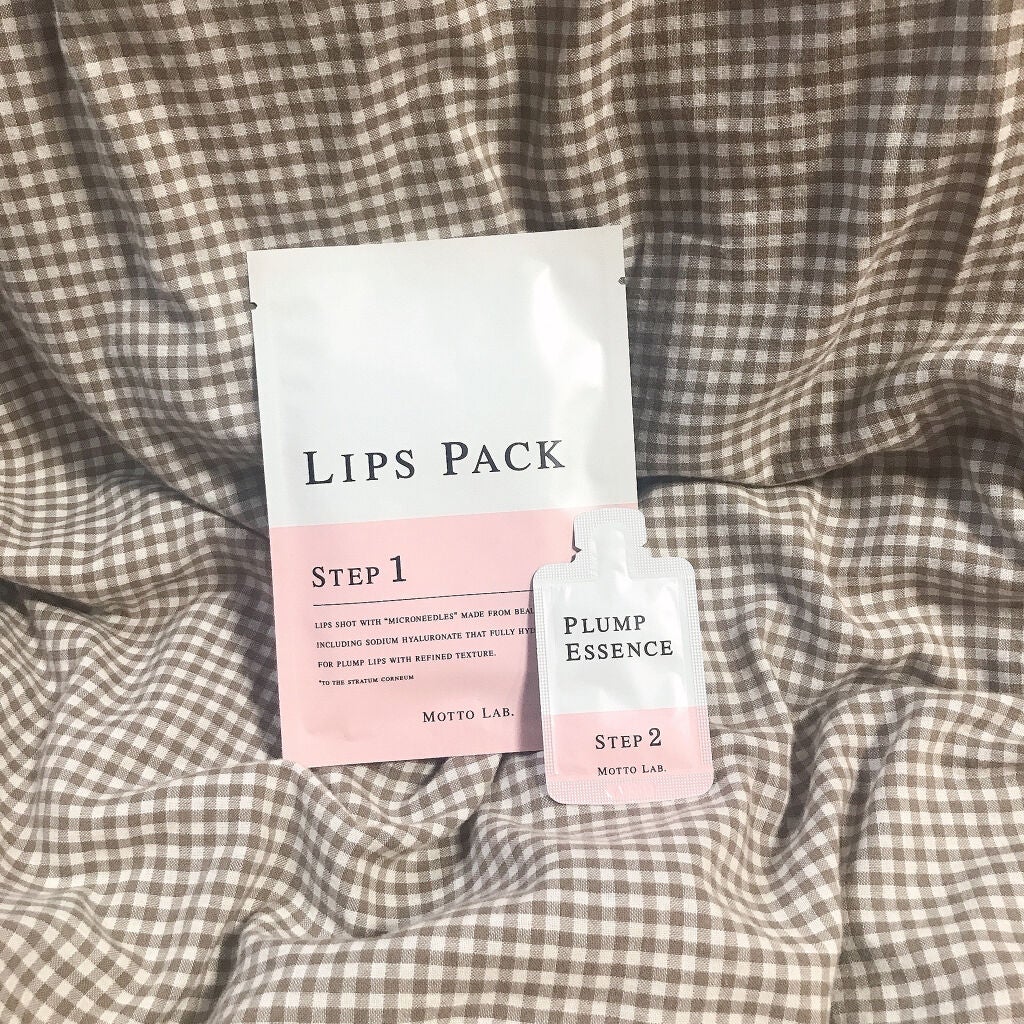 LIPS PACK
STEP 1
LIPS SHOT WITH "MICRONEEDLES" MADE FROM
INCLUDING SODIUM HYALURONATE THAT FULLY
FOR PLUMP LIPS WITH REFINED TEXTURE.
*TO THE STRATUM CORNEUM
MOTTO LAB.
PLUMP
ESSENCE
STEP 2
MOTTO LAB.